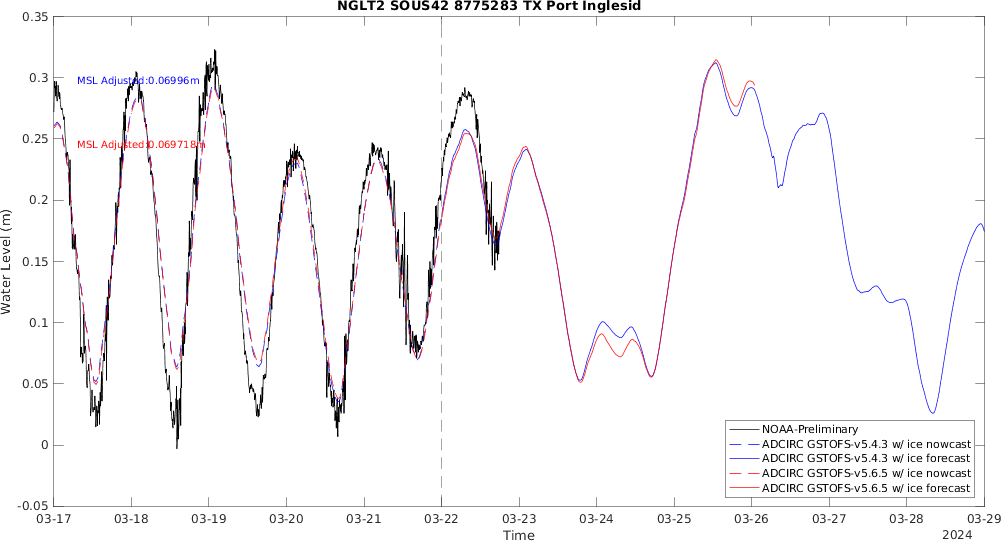 NGLT2 SOUS42 8775283 TX Port Inglesid
0.35
0.3
0.25
0.2
0.15
0.1
0.05
0
-0.05
Water Level (m)
MSL Adjusted:0.06996m
MSL Adjusted:0.069718m
NOAA-Preliminary
ADCIRC GSTOFS-v5.4.3 w/ ice nowcast
ADCIRC GSTOFS-v5.4.3 w/ ice forecast
ADCIRC GSTOFS-v5.6.5 w/ ice nowcast
ADCIRC GSTOFS-v5.6.5 w/ ice forecast
03-17 03-18 03-19 03-20 03-21 03-22 03-23 03-24 03-25 03-26 03-27 03-28 03-29
Time
2024